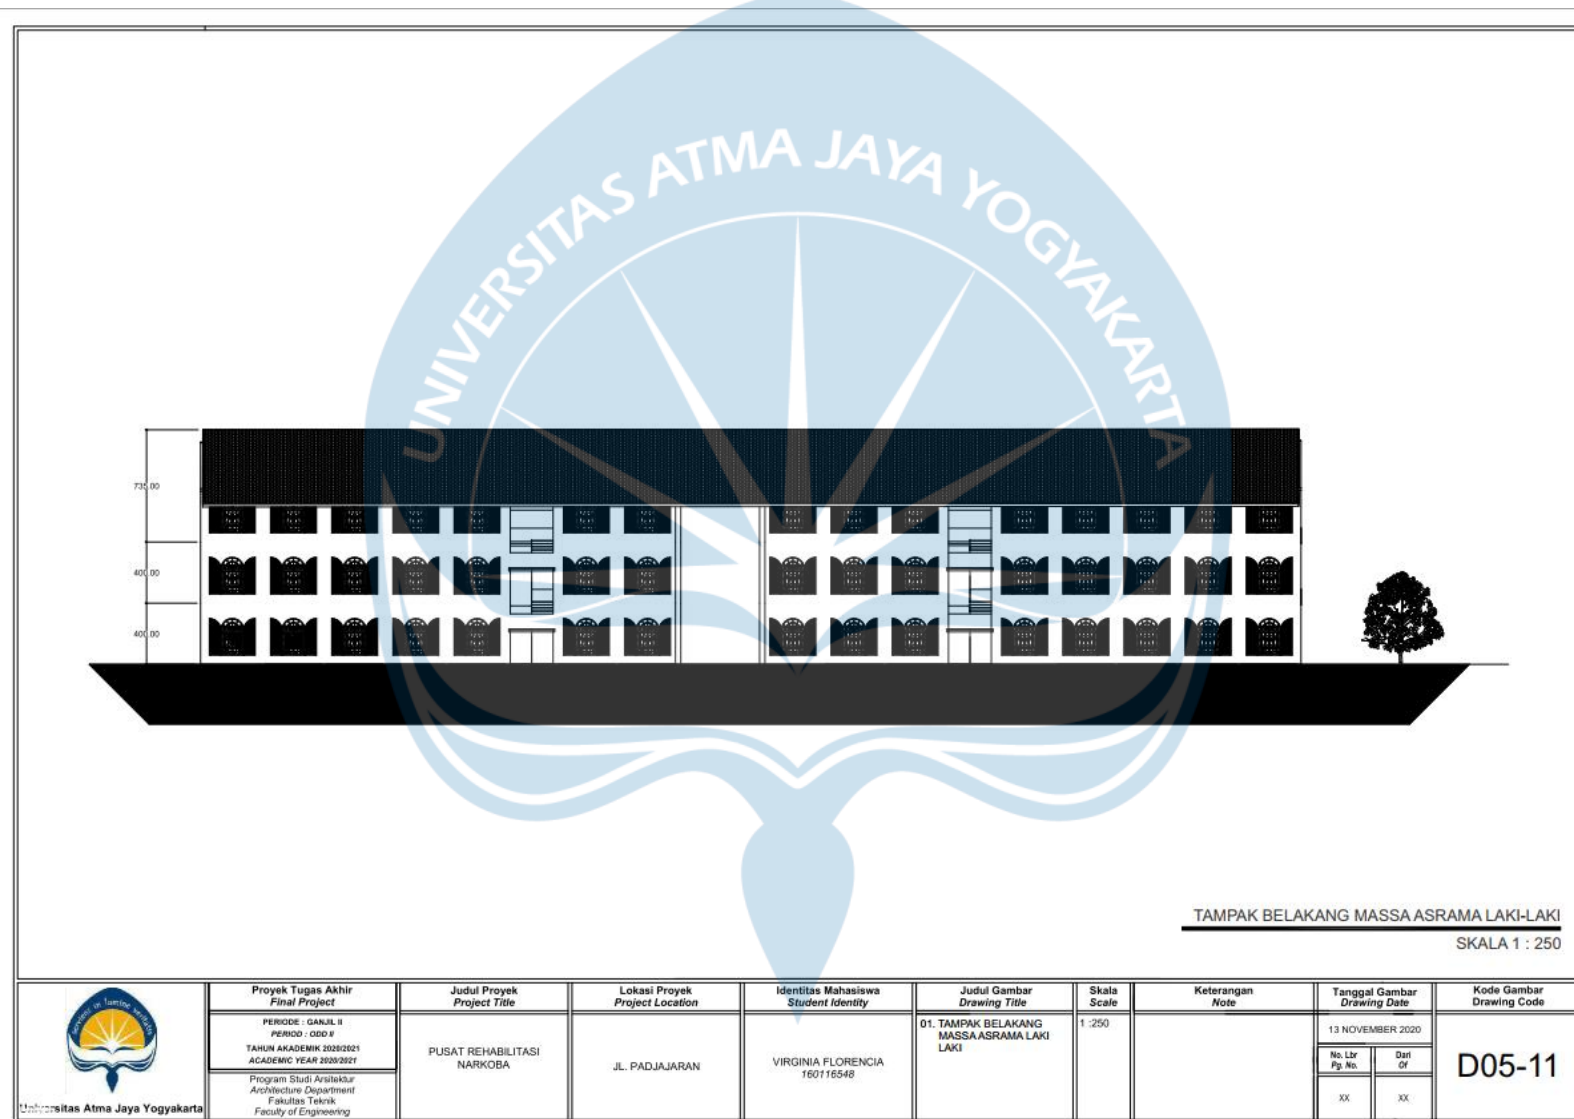 UNIVERSITAS ATMA JAYA YOGYAKARTA
735.00
400.00
400.00
TAMPAK BELAKANG MASSA ASRAMA LAKI-LAKI
SKALA 1 : 250
serviens in lumine veritatis
Universitas Atma Jaya Yogyakarta
Proyek Tugas Akhir
Final Project
PERIODE : GANJIL II
PERIOD : ODD II
TAHUN AKADEMIK 2020/2021
ACADEMIC YEAR 2020/2021
Program Studi Arsitektur
Architecture Department
Fakultas Teknik
Faculty of Engineering
Judul Proyek
Project Title
PUSAT REHABILITASI
NARKOBA
Lokasi Proyek
Project Location
JL. PADJAJARAN
Identitas Mahasiswa
Student Identity
VIRGINIA FLORENCIA
160116548
Judul Gambar
Drawing Title
01. TAMPAK BELAKANG
MASSA ASRAMA LAKI
LAKI
Skala
Scale
1 :250
Keterangan
Note
Tanggal Gambar
Drawing Date
13 NOVEMBER 2020
No. Lbr
Pg. No.
Dari
Of
XX
XX
Kode Gambar
Drawing Code
D05-11